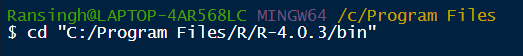 Ransingh@LAPTOP-4AR568LC MINGW64 /c/Program Files
$ cd "C:/Program Files/R/R-4.0.3/bin"